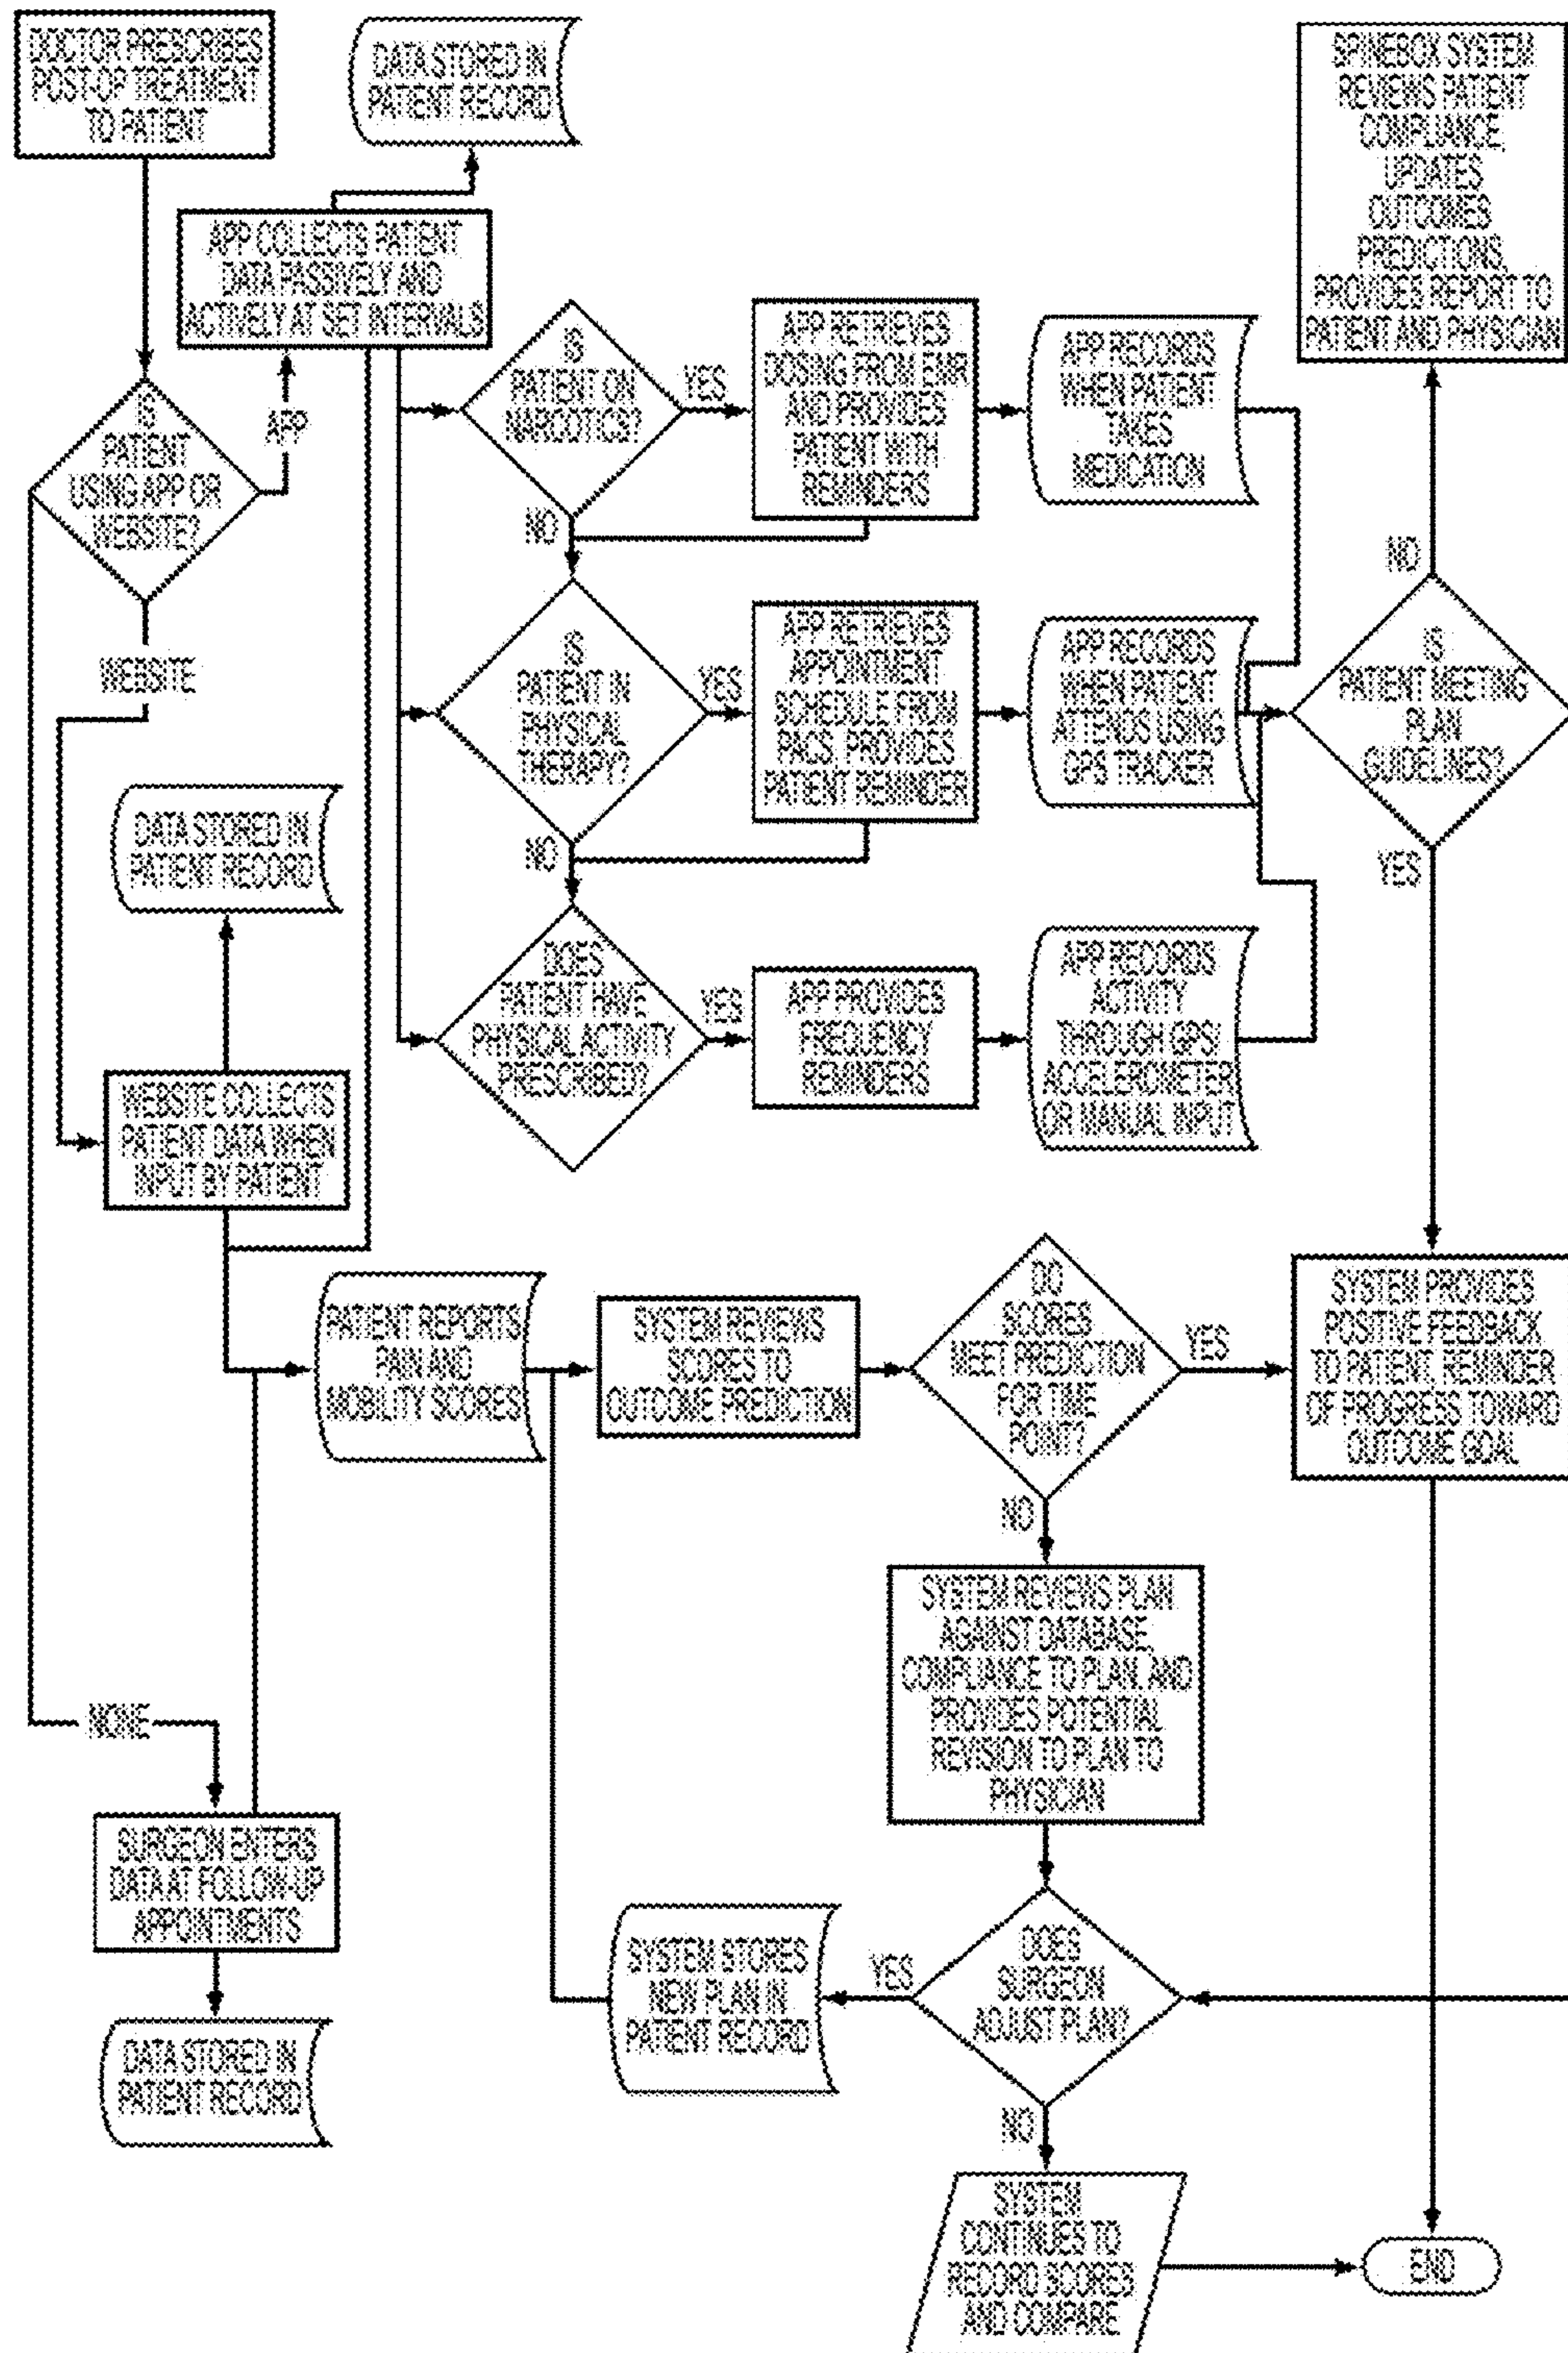 DOCTOR PRESCRIBES
POST-OP TREATMENT
TO PATIENT
DATA STORED IN
PATIENT RECORD
SPINEBOX SYSTEM
REVIEWS PATIENT
COMPLIANCE,
UPDATES
OUTCOMES
PREDICTIONS,
PROVIDES REPORT TO
PATIENT AND PHYSICIAN
APP COLLECTS PATIENT
DATA PASSIVELY AND
ACTIVELY AT SET INTERVALS
IS
PATIENT
USING APP OR
WEBSITE?
APP
WEBSITE
NONE
IS
PATIENT ON
NARCOTICS?
YES
NO
APP RETRIEVES
DOSING FROM EMR
AND PROVIDES
PATIENT WITH
REMINDERS
APP RECORDS
WHEN PATIENT
TAKES
MEDICATION
IS
PATIENT IN
PHYSICAL
THERAPY?
YES
NO
APP RETRIEVES
APPOINTMENT
SCHEDULE FROM
PACS. PROVIDES
PATIENT REMINDER
APP RECORDS
WHEN PATIENT
ATTENDS USING
GPS TRACKER
IS
PATIENT MEETING
PLAN
GUIDELINES?
NO
YES
DATA STORED IN
PATIENT RECORD
DOES
PATIENT HAVE
PHYSICAL ACTIVITY
PRESCRIBED?
YES
APP PROVIDES
FREQUENCY
REMINDERS
APP RECORDS
ACTIVITY
THROUGH GPS/
ACCELEROMETER
OR MANUAL INPUT
WEBSITE COLLECTS
PATIENT DATA WHEN
INPUT BY PATIENT
PATIENT REPORTS
PAIN AND
MOBILITY SCORES
SYSTEM REVIEWS
SCORES TO
OUTCOME PREDICTION
DO
SCORES
MEET PREDICTION
FOR TIME
POINT?
YES
NO
SYSTEM PROVIDES
POSITIVE FEEDBACK
TO PATIENT, REMINDER
OF PROGRESS TOWARD
OUTCOME GOAL
SYSTEM REVIEWS PLAN
AGAINST DATABASE,
COMPLIANCE TO PLAN, AND
PROVIDES POTENTIAL
REVISION TO PLAN TO
PHYSICIAN
SURGEON ENTERS
DATA AT FOLLOW-UP
APPOINTMENTS
DATA STORED IN
PATIENT RECORD
SYSTEM STORES
NEW PLAN IN
PATIENT RECORD
YES
DOES
SURGEON
ADJUST PLAN?
NO
SYSTEM
CONTINUES TO
RECORD SCORES
AND COMPARE
END